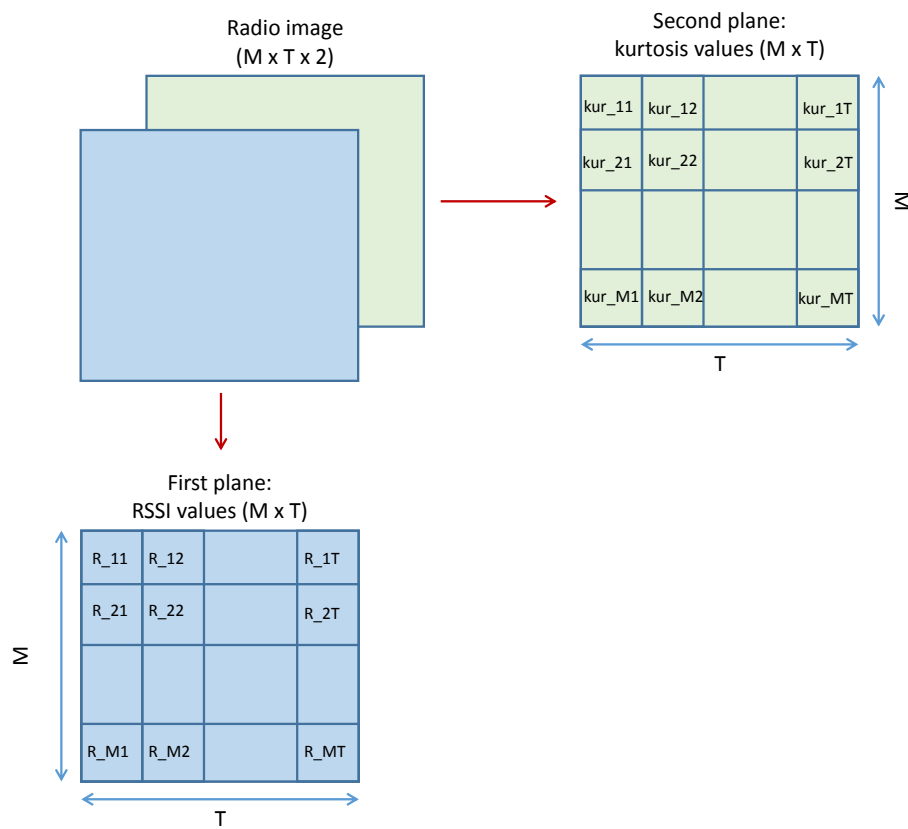 Radio image
(M x T x 2)
Second plane:
kurtosis values (M x T)
kur_11 kur_12 kur_1T
kur_21 kur_22 kur_2T
kur_M1 kur_M2 kur_MT
M
T
First plane:
RSSI values (M x T)
R_11 R_12 R_1T
R_21 R_22 R_2T
R_M1 R_M2 R_MT
M
T